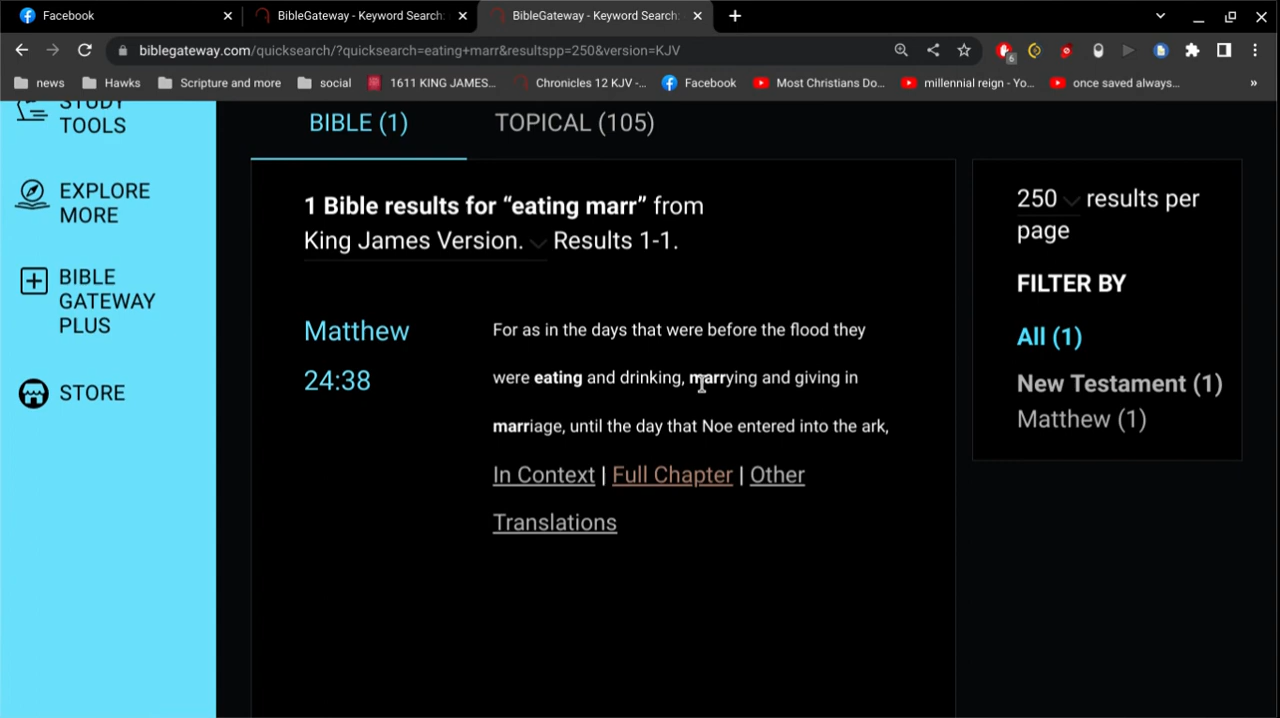 Facebook
BibleGateway - Keyword Search:
BibleGateway - Keyword Search:
biblegateway.com/quicksearch/?quicksearch=eating+marr&resultspp=250&version=KJV
6
news
Hawks
Scripture and more
social
1611 KING JAMES...
Chronicles 12 KJV -...
Facebook
Most Christians Do...
millennial reign - Yo...
once saved always...
»
STUDY
TOOLS
EXPLORE
MORE
BIBLE
GATEWAY
PLUS
STORE
BIBLE (1)
TOPICAL (105)
1 Bible results for “eating marr” from
King James Version. Results 1-1.
Matthew
24:38
For as in the days that were before the flood they
were eating and drinking, marrying and giving in
marriage, until the day that Noe entered into the ark,
In Context | Full Chapter | Other
Translations
250 results per
page
FILTER BY
All (1)
New Testament (1)
Matthew (1)